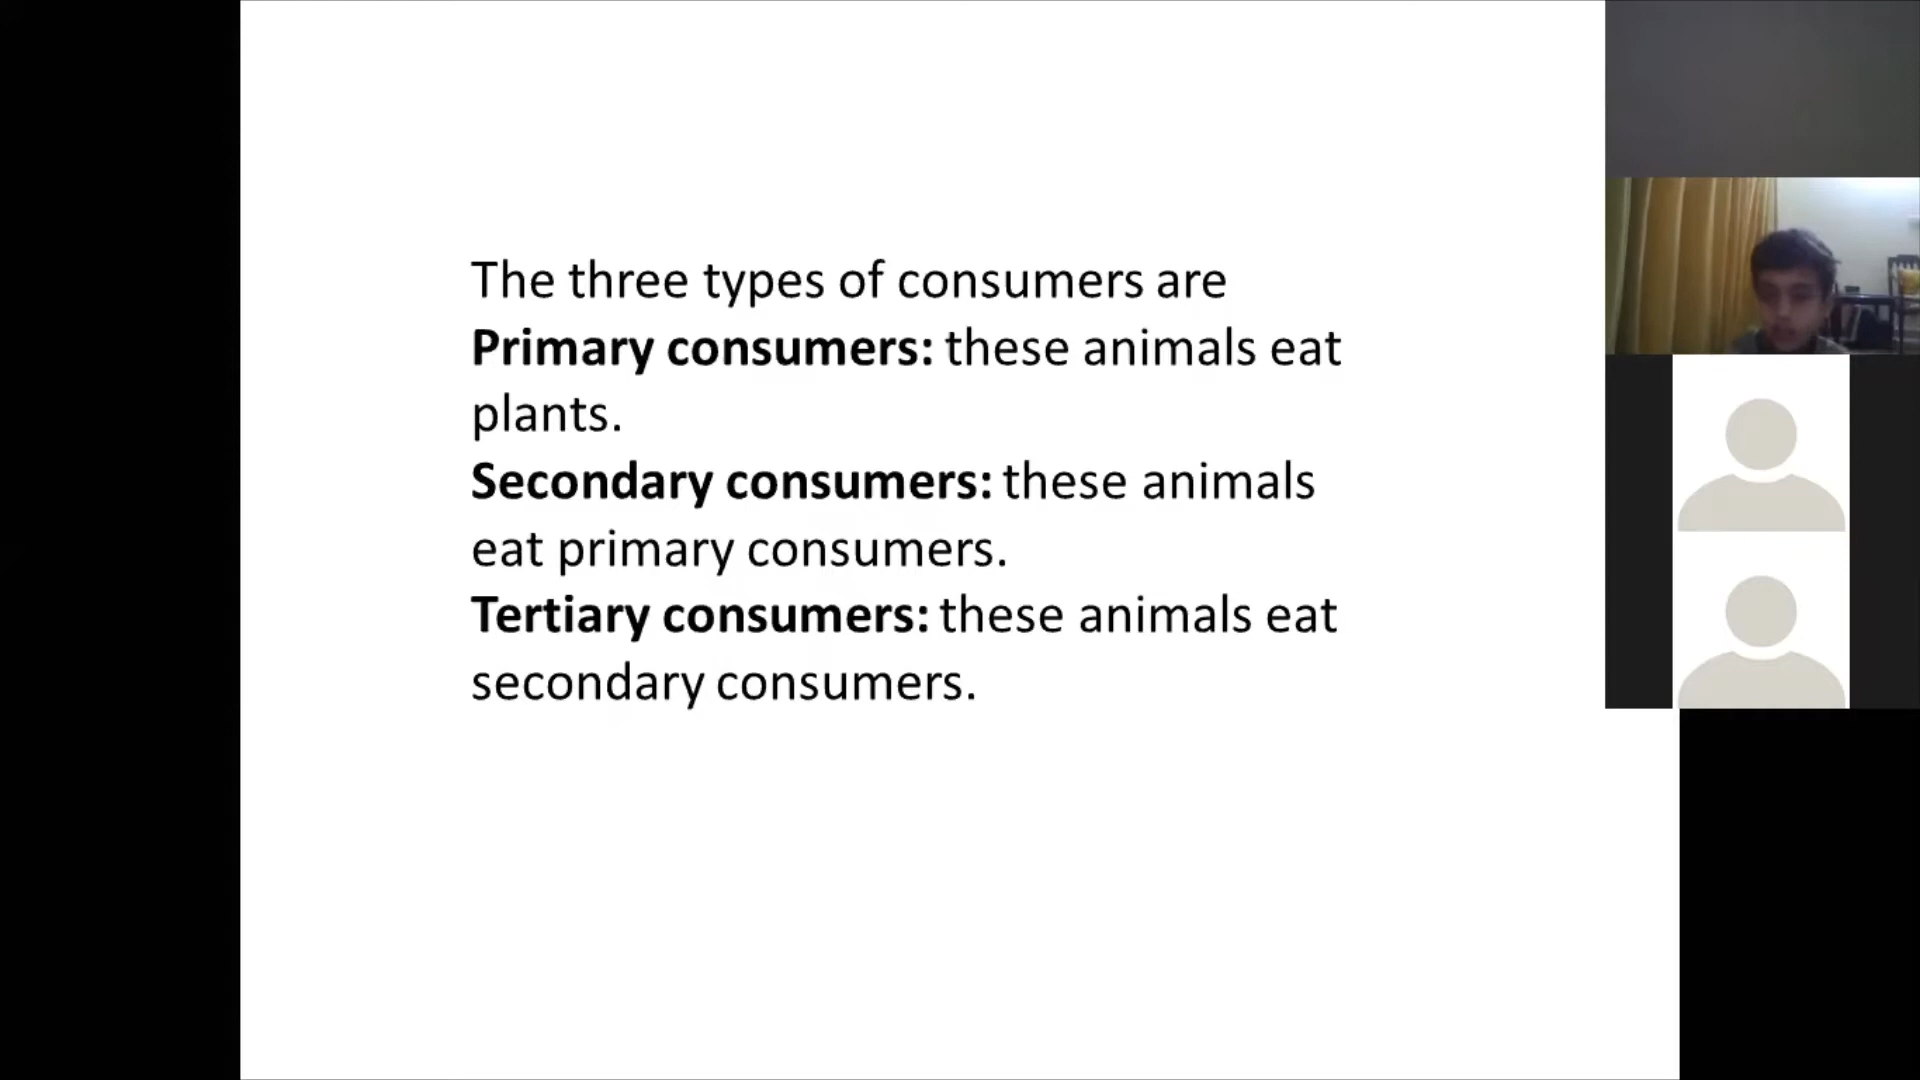 The three types of consumers are
Primary consumers: these animals eat
plants.
Secondary consumers: these animals
eat primary consumers.
Tertiary consumers: these animals eat
secondary consumers.